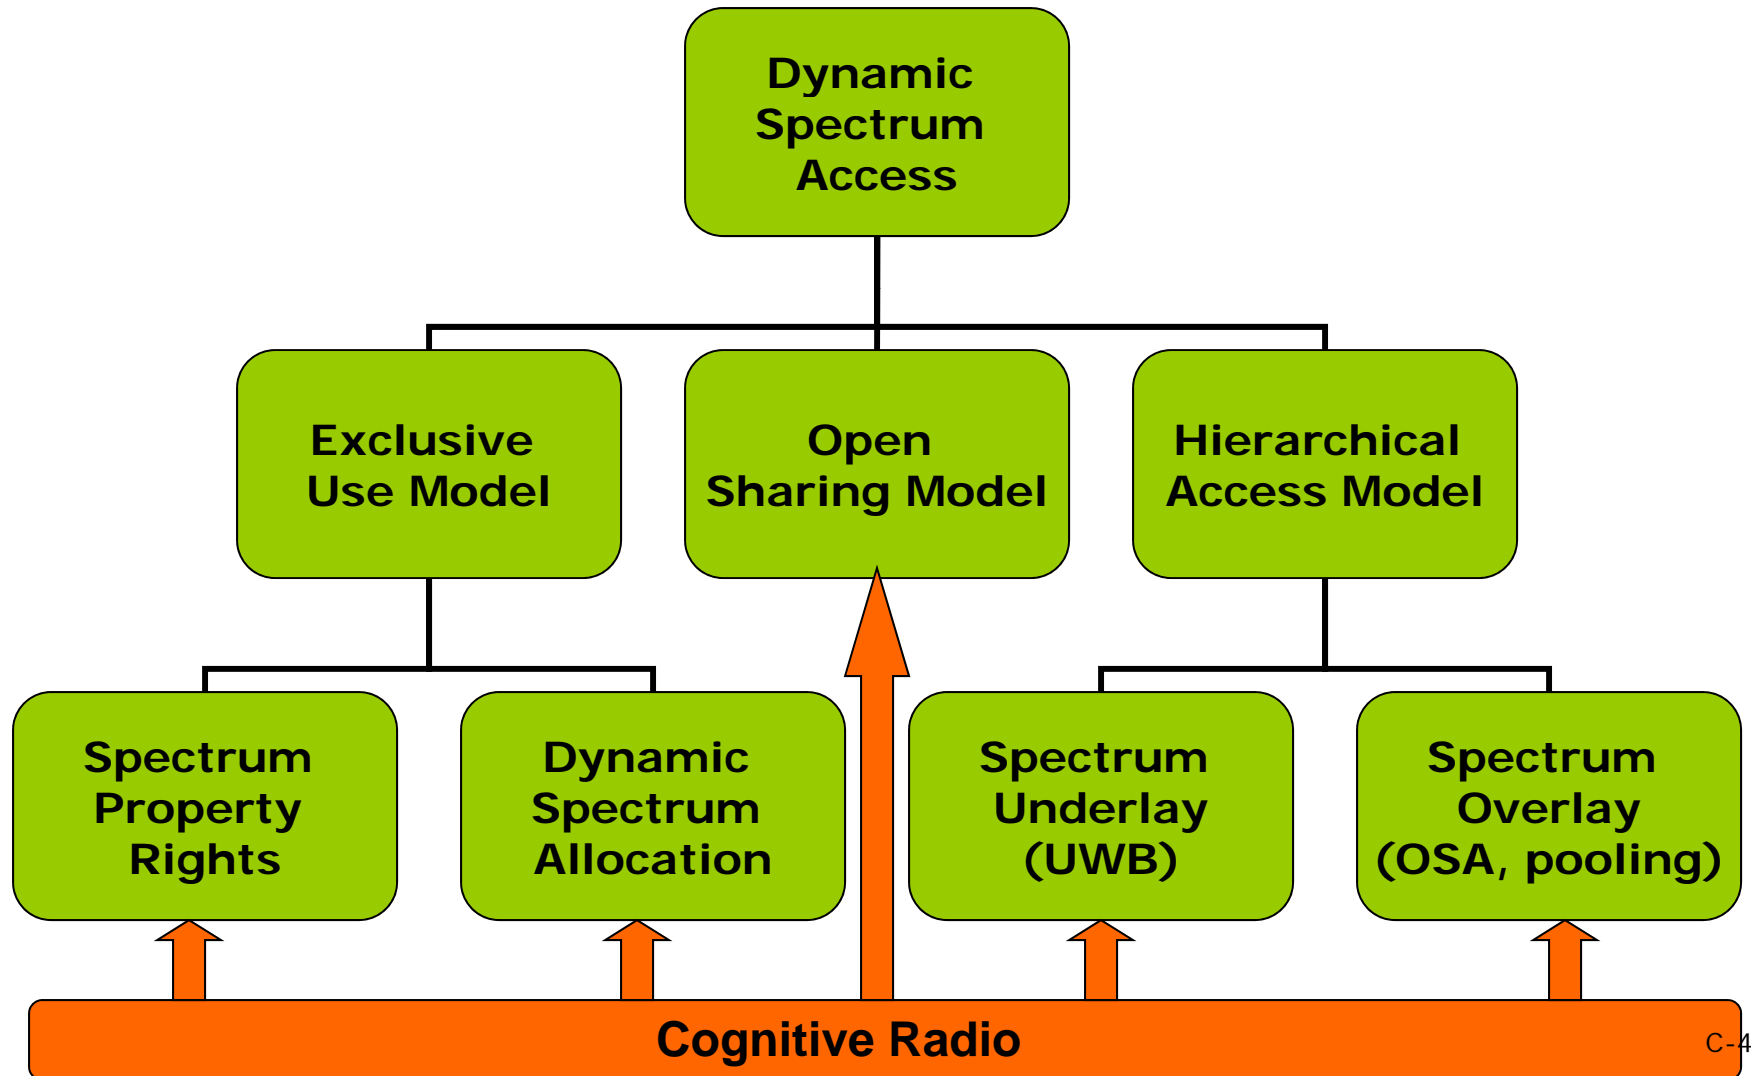 Dynamic
Spectrum
Access
Exclusive
Use Model
Open
Sharing Model
Hierarchical
Access Model
Spectrum
Property
Rights
Dynamic
Spectrum
Allocation
Spectrum
Underlay
(UWB)
Spectrum
Overlay
(OSA, pooling)
Cognitive Radio
C-4